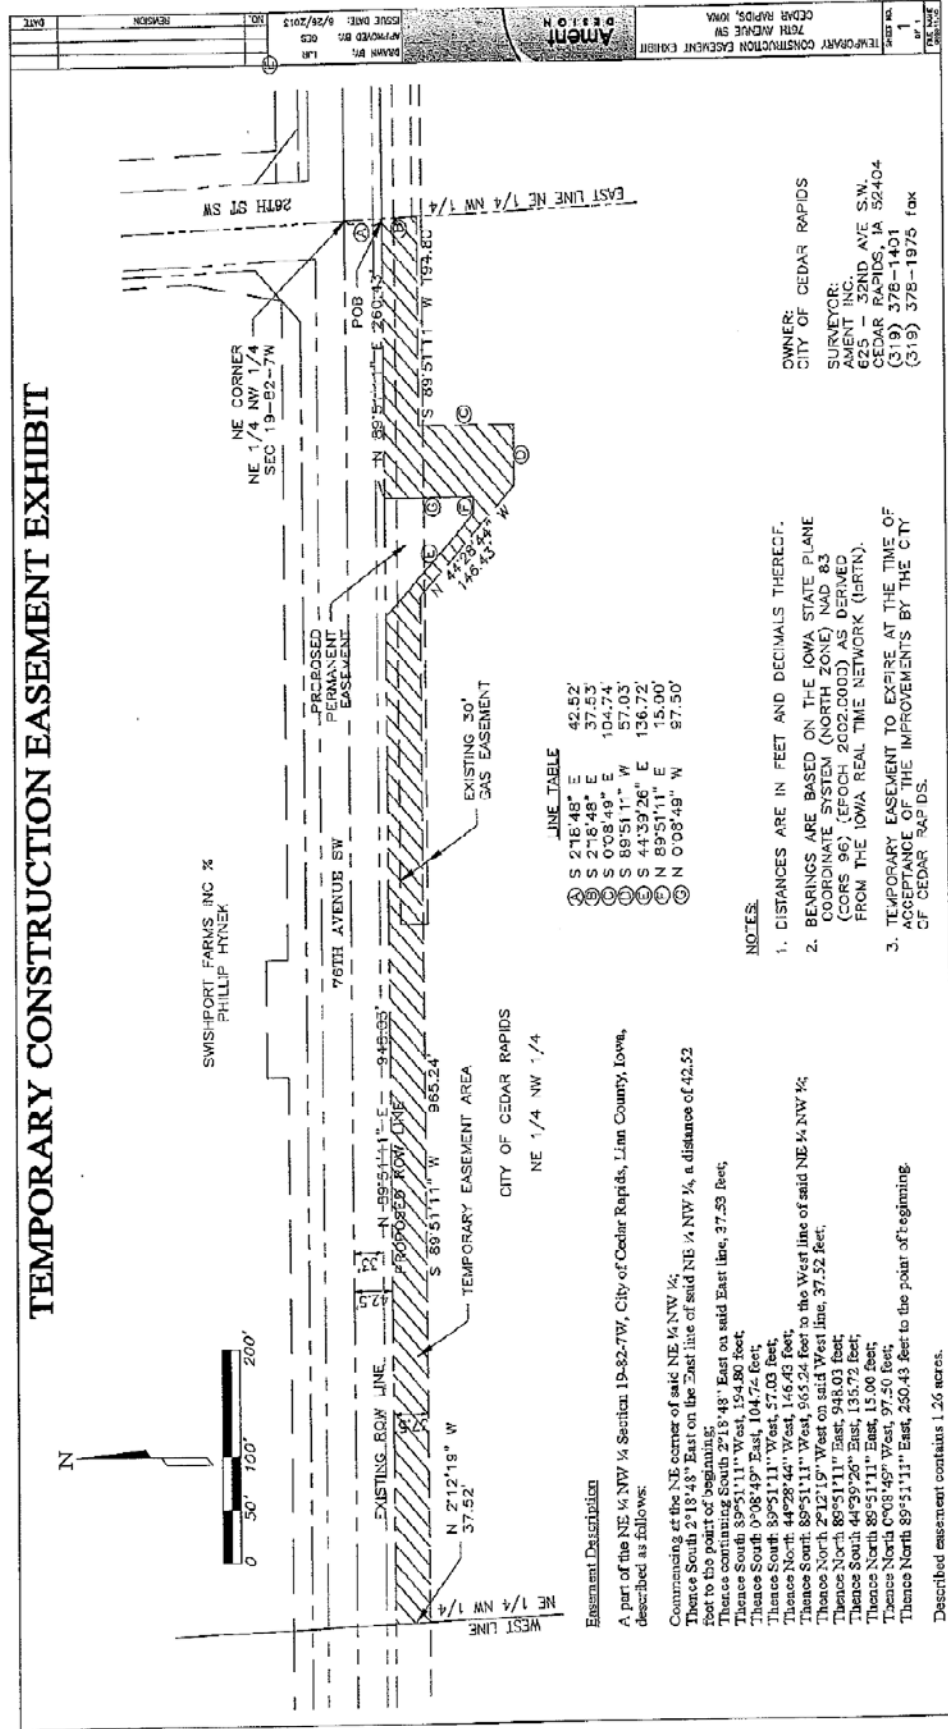 TEMPORARY CONSTRUCTION EASEMENT EXHIBIT
N
0 50' 100' 200'
SWISHPORT FARMS INC %
PHILLIP HYNEK
NE CORNER
NE 1/4 NW 1/4
SEC 19-82-7W
26TH ST SW
76TH AVENUE SW
PROPOSED
PERMANENT
EASEMENT
POB
A
B
EXISTING ROW LINE
42.5'
33'
N 89°51'11" E 948.03'
PROPOSED ROW LINE
N 89°51'11" E 260.43'
S 89°51'11" W 194.80'
S 89°51'11" W 965.24'
37.5'
N 2°12'19" W
37.52'
WEST LINE
NE 1/4 NW 1/4
EAST LINE NE 1/4 NW 1/4
C
D
E
F
G
N 44°28'44" W
146.43'
EXISTING 30'
GAS EASEMENT
TEMPORARY EASEMENT AREA
CITY OF CEDAR RAPIDS
NE 1/4 NW 1/4
LINE TABLE
A S 2°18'48" E 42.52'
B S 2°18'48" E 37.53'
C S 0°08'49" E 104.74'
D S 89°51'11" W 57.03'
E S 44°39'26" E 136.72'
F N 89°51'11" E 15.00'
G N 0°08'49" W 97.50'
Easement Description
A part of the NE ¼ NW ¼ Section 19-82-7W, City of Cedar Rapids, Linn County, Iowa,
described as follows:
Commencing at the NE corner of said NE ¼ NW ¼;
Thence South 2°18'48" East on the East line of said NE ¼ NW ¼, a distance of 42.52
feet to the point of beginning;
Thence continuing South 2°18'48" East on said East line, 37.53 feet;
Thence South 89°51'11" West, 194.80 feet;
Thence South 0°08'49" East, 104.74 feet;
Thence South 89°51'11" West, 57.03 feet;
Thence North 44°28'44" West, 146.43 feet;
Thence South 89°51'11" West, 965.24 feet to the West line of said NE ¼ NW ¼;
Thence North 2°12'19" West on said West line, 37.52 feet;
Thence North 89°51'11" East, 948.03 feet;
Thence South 44°39'26" East, 136.72 feet;
Thence North 89°51'11" East, 15.00 feet;
Thence North 0°08'49" West, 97.50 feet;
Thence North 89°51'11" East, 260.43 feet to the point of beginning.
Described easement contains 1.26 acres.
NOTES:
1. DISTANCES ARE IN FEET AND DECIMALS THEREOF.
2. BEARINGS ARE BASED ON THE IOWA STATE PLANE
COORDINATE SYSTEM (NORTH ZONE) NAD 83
(CORS 96) (EPOCH 2002.0000) AS DERIVED
FROM THE IOWA REAL TIME NETWORK (IaRTN).
3. TEMPORARY EASEMENT TO EXPIRE AT THE TIME OF
ACCEPTANCE OF THE IMPROVEMENTS BY THE CITY
OF CEDAR RAPIDS.
OWNER:
CITY OF CEDAR RAPIDS
SURVEYOR:
AMENT INC.
625 - 32ND AVE S.W.
CEDAR RAPIDS, IA 52404
(319) 378-1401
(319) 378-1975 fax
NO. REVISION DATE
DRAWN BY: LJR
APPROVED BY: GCS
ISSUE DATE: 8/26/2013
Ament
DESIGN
TEMPORARY CONSTRUCTION EASEMENT EXHIBIT
76TH AVENUE SW
CEDAR RAPIDS, IOWA
SHEET NO.
1
OF 1
FILE NAME